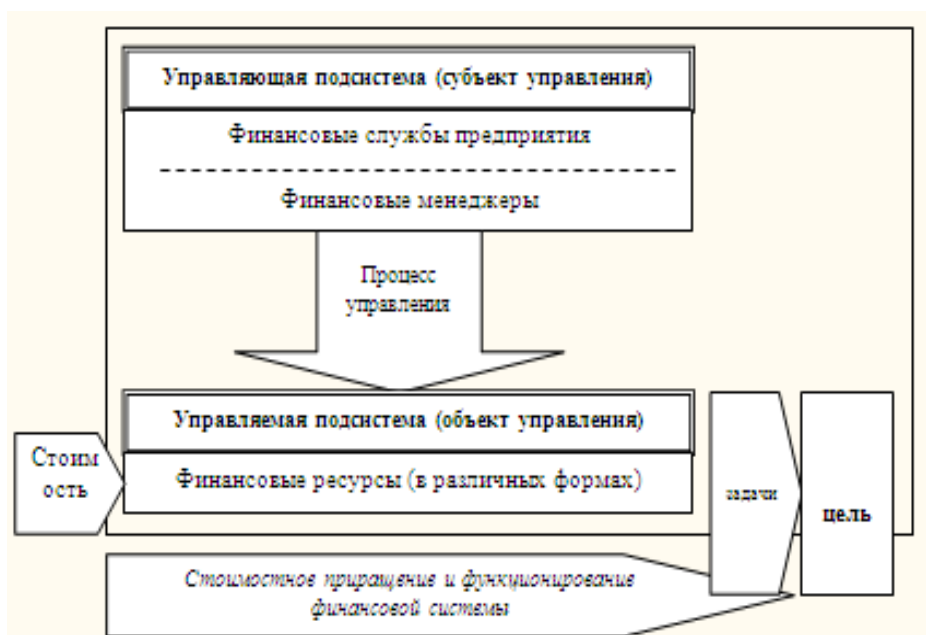 Управляющая подсистема (субъект управления)
Финансовые службы предприятия
Финансовые менеджеры
Процесс
управления
Управляемая подсистема (объект управления)
Стоим
ость
Финансовые ресурсы (в различных формах)
задачи
цель
Стоимостное приращение и функционирование
финансовой системы